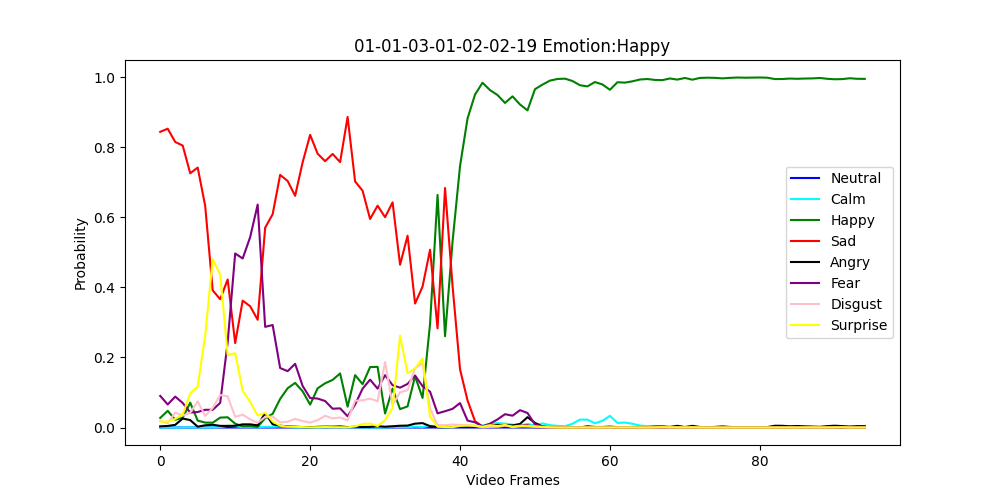 01-01-03-01-02-02-19 Emotion:Happy
1.0
0.8
0.6
0.4
0.2
0.0
Probability
Neutral
Calm
Happy
Sad
Angry
Fear
Disgust
Surprise
0 20 40 60 80
Video Frames